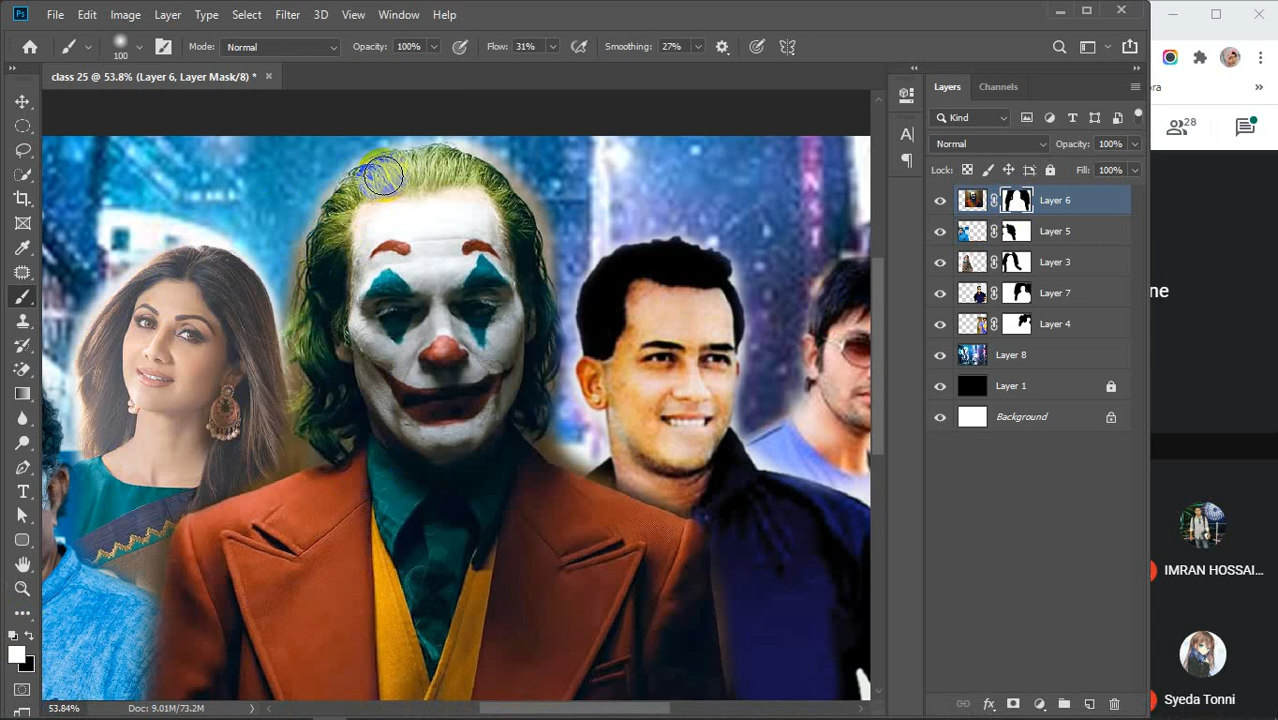 Ps File Edit Image Layer Type Select Filter 3D View Window Help
100 Mode: Normal Opacity: 100% Flow: 31% Smoothing: 27%
class 25 @ 53.8% (Layer 6, Layer Mask/8) * ×
Layers Channels
Kind
Normal Opacity: 100%
Lock: Fill: 100%
Layer 6
Layer 5
Layer 3
Layer 7
Layer 4
Layer 8
Layer 1
Background
53.84% Doc: 9.01M/73.2M
ora
28
ne
IMRAN HOSSAI...
Syeda Tonni